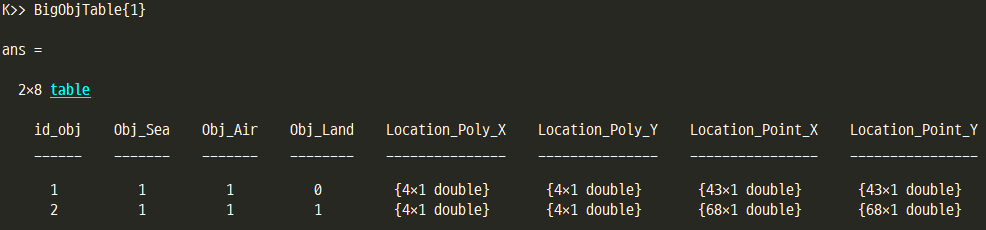 K>> BigObjTable{1}
ans =
2×8 table
id_obj Obj_Sea Obj_Air Obj_Land Location_Poly_X Location_Poly_Y Location_Point_X Location_Point_Y
______ _______ _______ ________ _______________ _______________ ________________ ________________
1 1 1 0 {4×1 double} {4×1 double} {43×1 double} {43×1 double}
2 1 1 1 {4×1 double} {4×1 double} {68×1 double} {68×1 double}